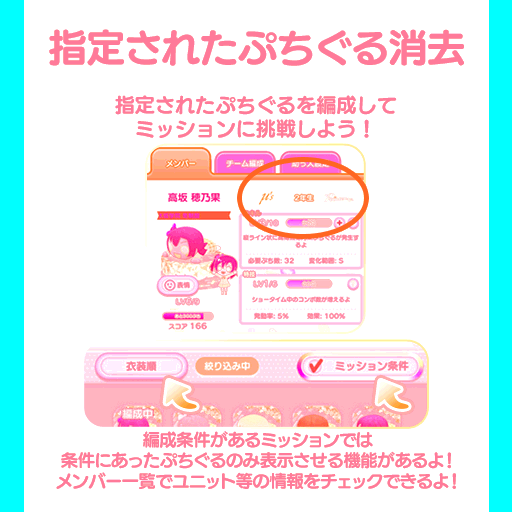 指定されたぷちぐる消去
指定されたぷちぐるを編成して
ミッションに挑戦しよう！
メンバー
チーム編成
高坂 穂乃果
μ's
2年生
Printemps
必要ぷち数：32
変化範囲：S
LV1/6
ショータイム中のコンボ数が増えるよ
発動率：5%
効果：100%
表情
スコア 166
衣装順
絞り込み中
ミッション条件
編成中
編成条件があるミッションでは
条件にあったぷちぐるのみ表示させる機能があるよ！
メンバー一覧でユニット等の情報をチェックできるよ！